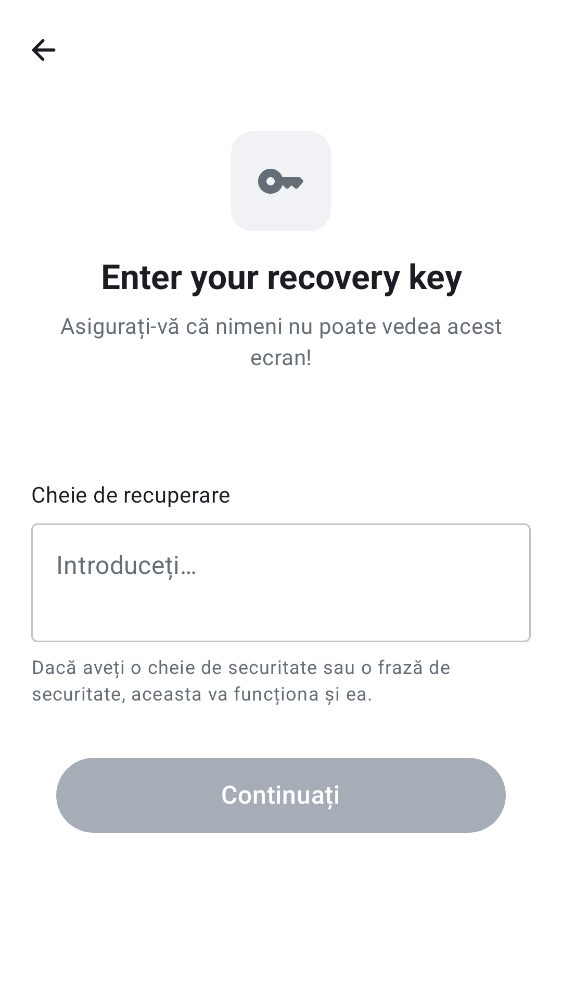 Enter your recovery key
Asigurați-vă că nimeni nu poate vedea acest
ecran!
Cheie de recuperare
Introduceți…
Dacă aveți o cheie de securitate sau o frază de
securitate, aceasta va funcționa și ea.
Continuați